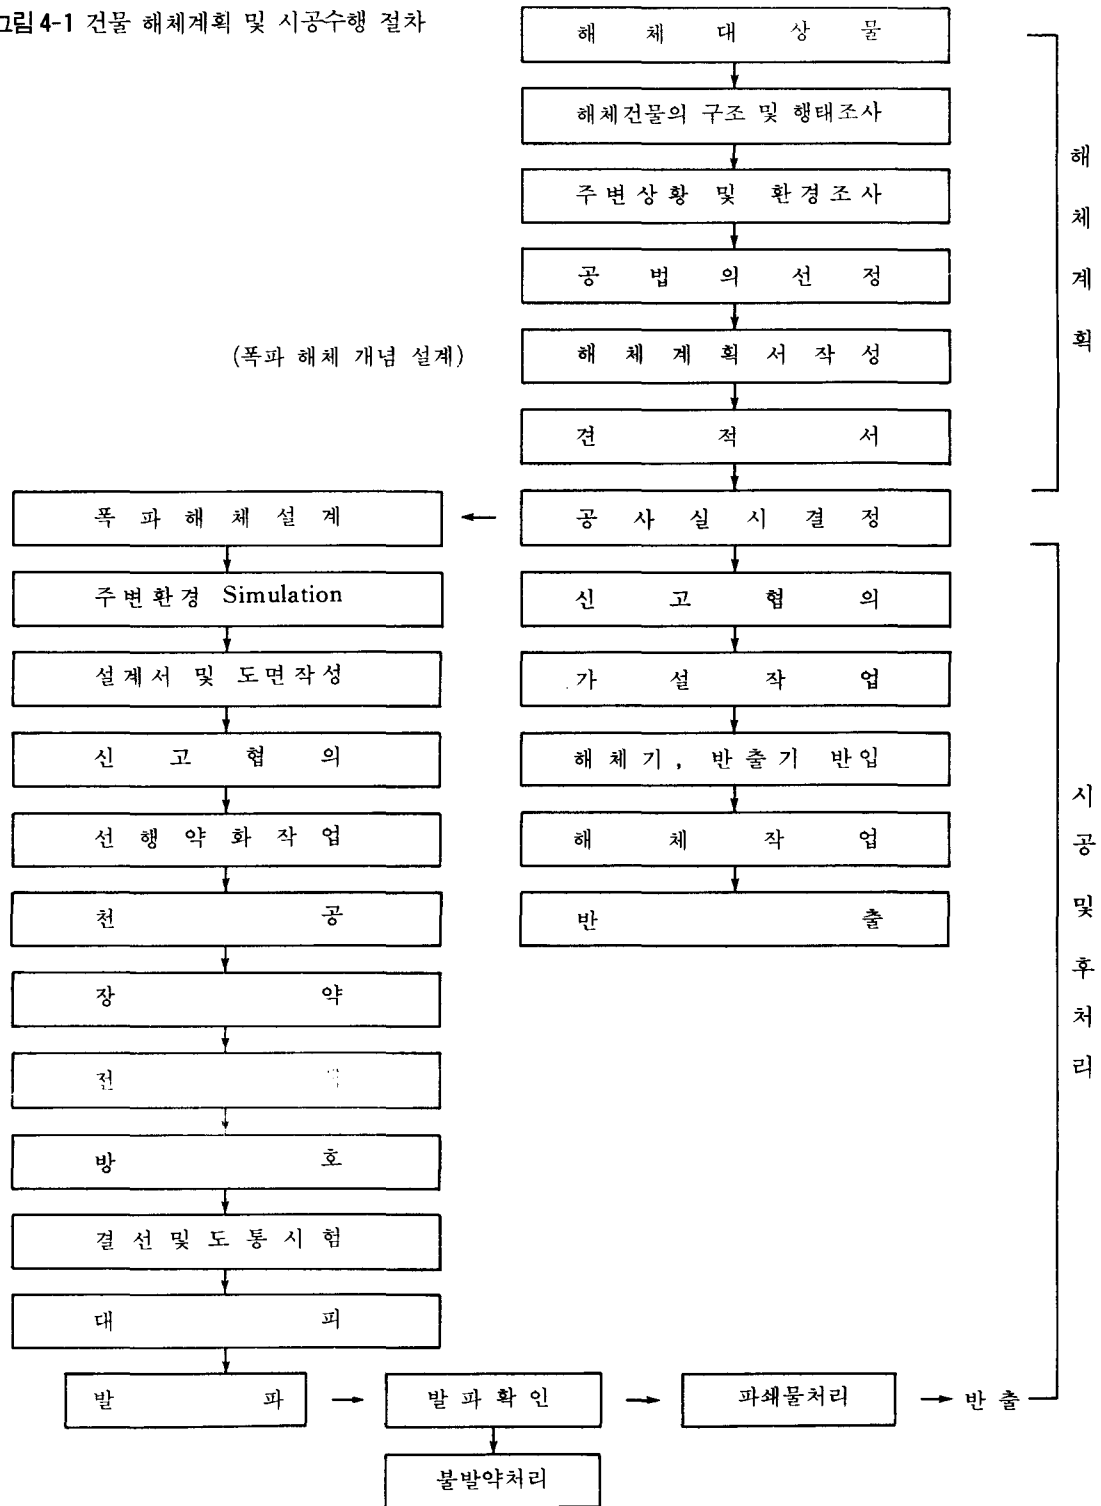 그림 4-1 건물 해체계획 및 시공수행 절차
해 체 대 상 물
해체건물의 구조 및 행태조사
주변상황 및 환경조사
공 법 의 선 정
(폭파 해체 개념 설계)
해 체 계 획 서 작 성
견 적 서
공 사 실 시 결 정
신 고 협 의
가 설 작 업
해 체 기 , 반 출 기 반입
해 체 작 업
반 출
폭 파 해 체 설 계
주변환경 Simulation
설계서 및 도면작성
신 고 협 의
선 행 약 화 작 업
천 공
장 약
전
방 호
결 선 및 도 통 시 험
대 피
발 파
발 파 확 인
파쇄물처리
반 출
불발약처리
해 체 계 획
시 공 및 후 처 리